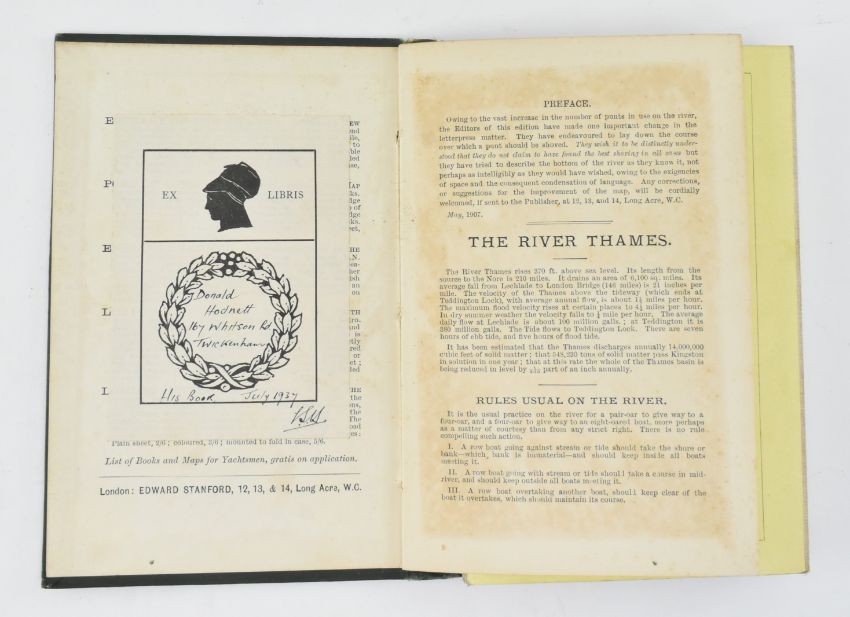 EX LIBRIS
Donald
Hodnett
167 Whitson Rd
Twickenham
His Book July 1937
Plain sheet, 2/6; coloured, 3/6; mounted to fold in case, 5/6.
List of Books and Maps for Yachtsmen, gratis on application.
London: EDWARD STANFORD, 12, 13, & 14, Long Acre, W.C.
PREFACE.
Owing to the vast increase in the number of punts in use on the river,
the Editors of this edition have made one important change in the
letterpress matter. They have endeavoured to lay down the course
over which a punt should be shoved. They wish it to be distinctly under-
stood that they do not claim to have found the best shoving in all cases but
they have tried to describe the bottom of the river as they know it, not
perhaps as intelligibly as they would have wished, owing to the exigencies
of space and the consequent condensation of language. Any corrections,
or suggestions for the improvement of the map, will be cordially
welcomed, if sent to the Publisher, at 12, 13, and 14, Long Acre, W.C.
May, 1907.
THE RIVER THAMES.
The River Thames rises 370 ft. above sea level. Its length from the
source to the Nore is 210 miles. It drains an area of 6,100 sq. miles. Its
average fall from Lechlade to London Bridge (146 miles) is 21 inches per
mile. The velocity of the Thames above the tideway (which ends at
Teddington Lock), with average annual flow, is about 1½ miles per hour.
The maximum flood velocity rises at certain places to 4½ miles per hour.
In dry summer weather the velocity falls to mile per hour. The average
daily flow at Lechlade is about 100 million galls.; at Teddington it is
380 million galls. The Tide flows to Teddington Lock. There are seven
hours of ebb tide, and five hours of flood tide.
It has been estimated that the Thames discharges annually 14,000,000
cubic feet of solid matter; that 548,230 tons of solid matter pass Kingston
in solution in one year; that at this rate the whole of the Thames basin is
being reduced in level by part of an inch annually.
RULES USUAL ON THE RIVER.
It is the usual practice on the river for a pair-oar to give way to a
four-oar, and a four-oar to give way to an eight-oared boat, more perhaps
as a matter of courtesy than from any strict right. There is no rule
compelling such action.
I. A row boat going against stream or tide should take the shore or
bank—which, bank is immaterial—and should keep inside all boats
meeting it.
II. A row boat going with stream or tide should take a course in mid-
river, and should keep outside all boats meeting it.
III. A row boat overtaking another boat, should keep clear of the
boat it overtakes, which should maintain its course.